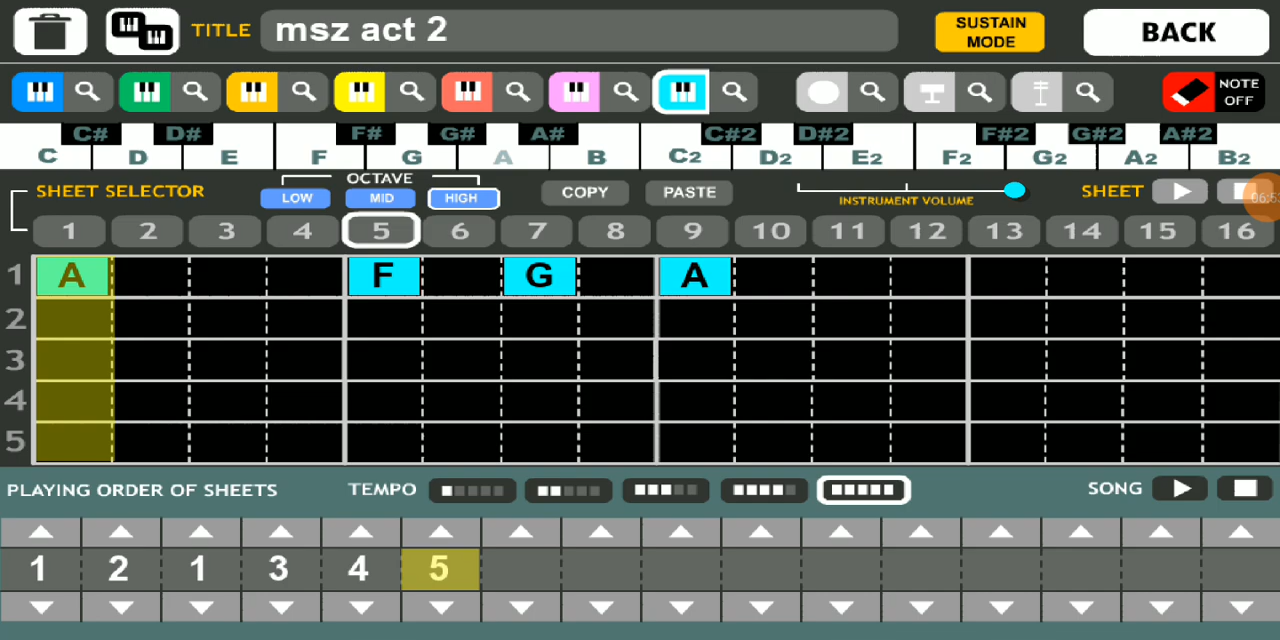 TITLE msz act 2 SUSTAIN MODE BACK
NOTE OFF
C# D# F# G# A# C#2 D#2 F#2 G#2 A#2
C D E F G A B C2 D2 E2 F2 G2 A2 B2
SHEET SELECTOR OCTAVE LOW MID HIGH COPY PASTE INSTRUMENT VOLUME SHEET
1 2 3 4 5 6 7 8 9 10 11 12 13 14 15 16
1 A F G A
2
3
4
5
PLAYING ORDER OF SHEETS TEMPO SONG
1 2 1 3 4 5